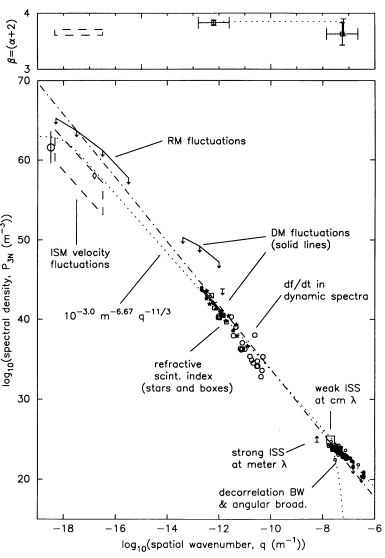 β=(α+2)
4
3
70
60
50
40
30
20
log10(spectral density, P3N (m−3)
RM fluctuations
ISM velocity
fluctuations
DM fluctuations
(solid lines)
10−3.0 m−6.67 q−11/3
df/dt in
dynamic spectra
refractive
scint. index
(stars and boxes)
weak ISS
at cm λ
strong ISS
at meter λ
decorrelation BW
& angular broad.
−18 −16 −14 −12 −10 −8 −6
log10(spatial wavenumber, q (m−1)